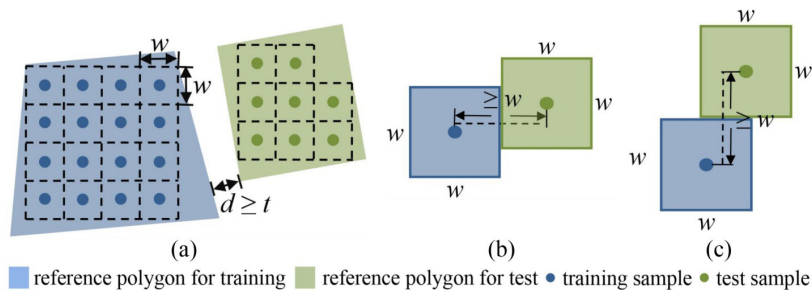 w
w
d ≥ t
(a)
w
w
≥ w
w
w
(b)
w
w
≥ w
w
w
(c)
reference polygon for training reference polygon for test training sample test sample